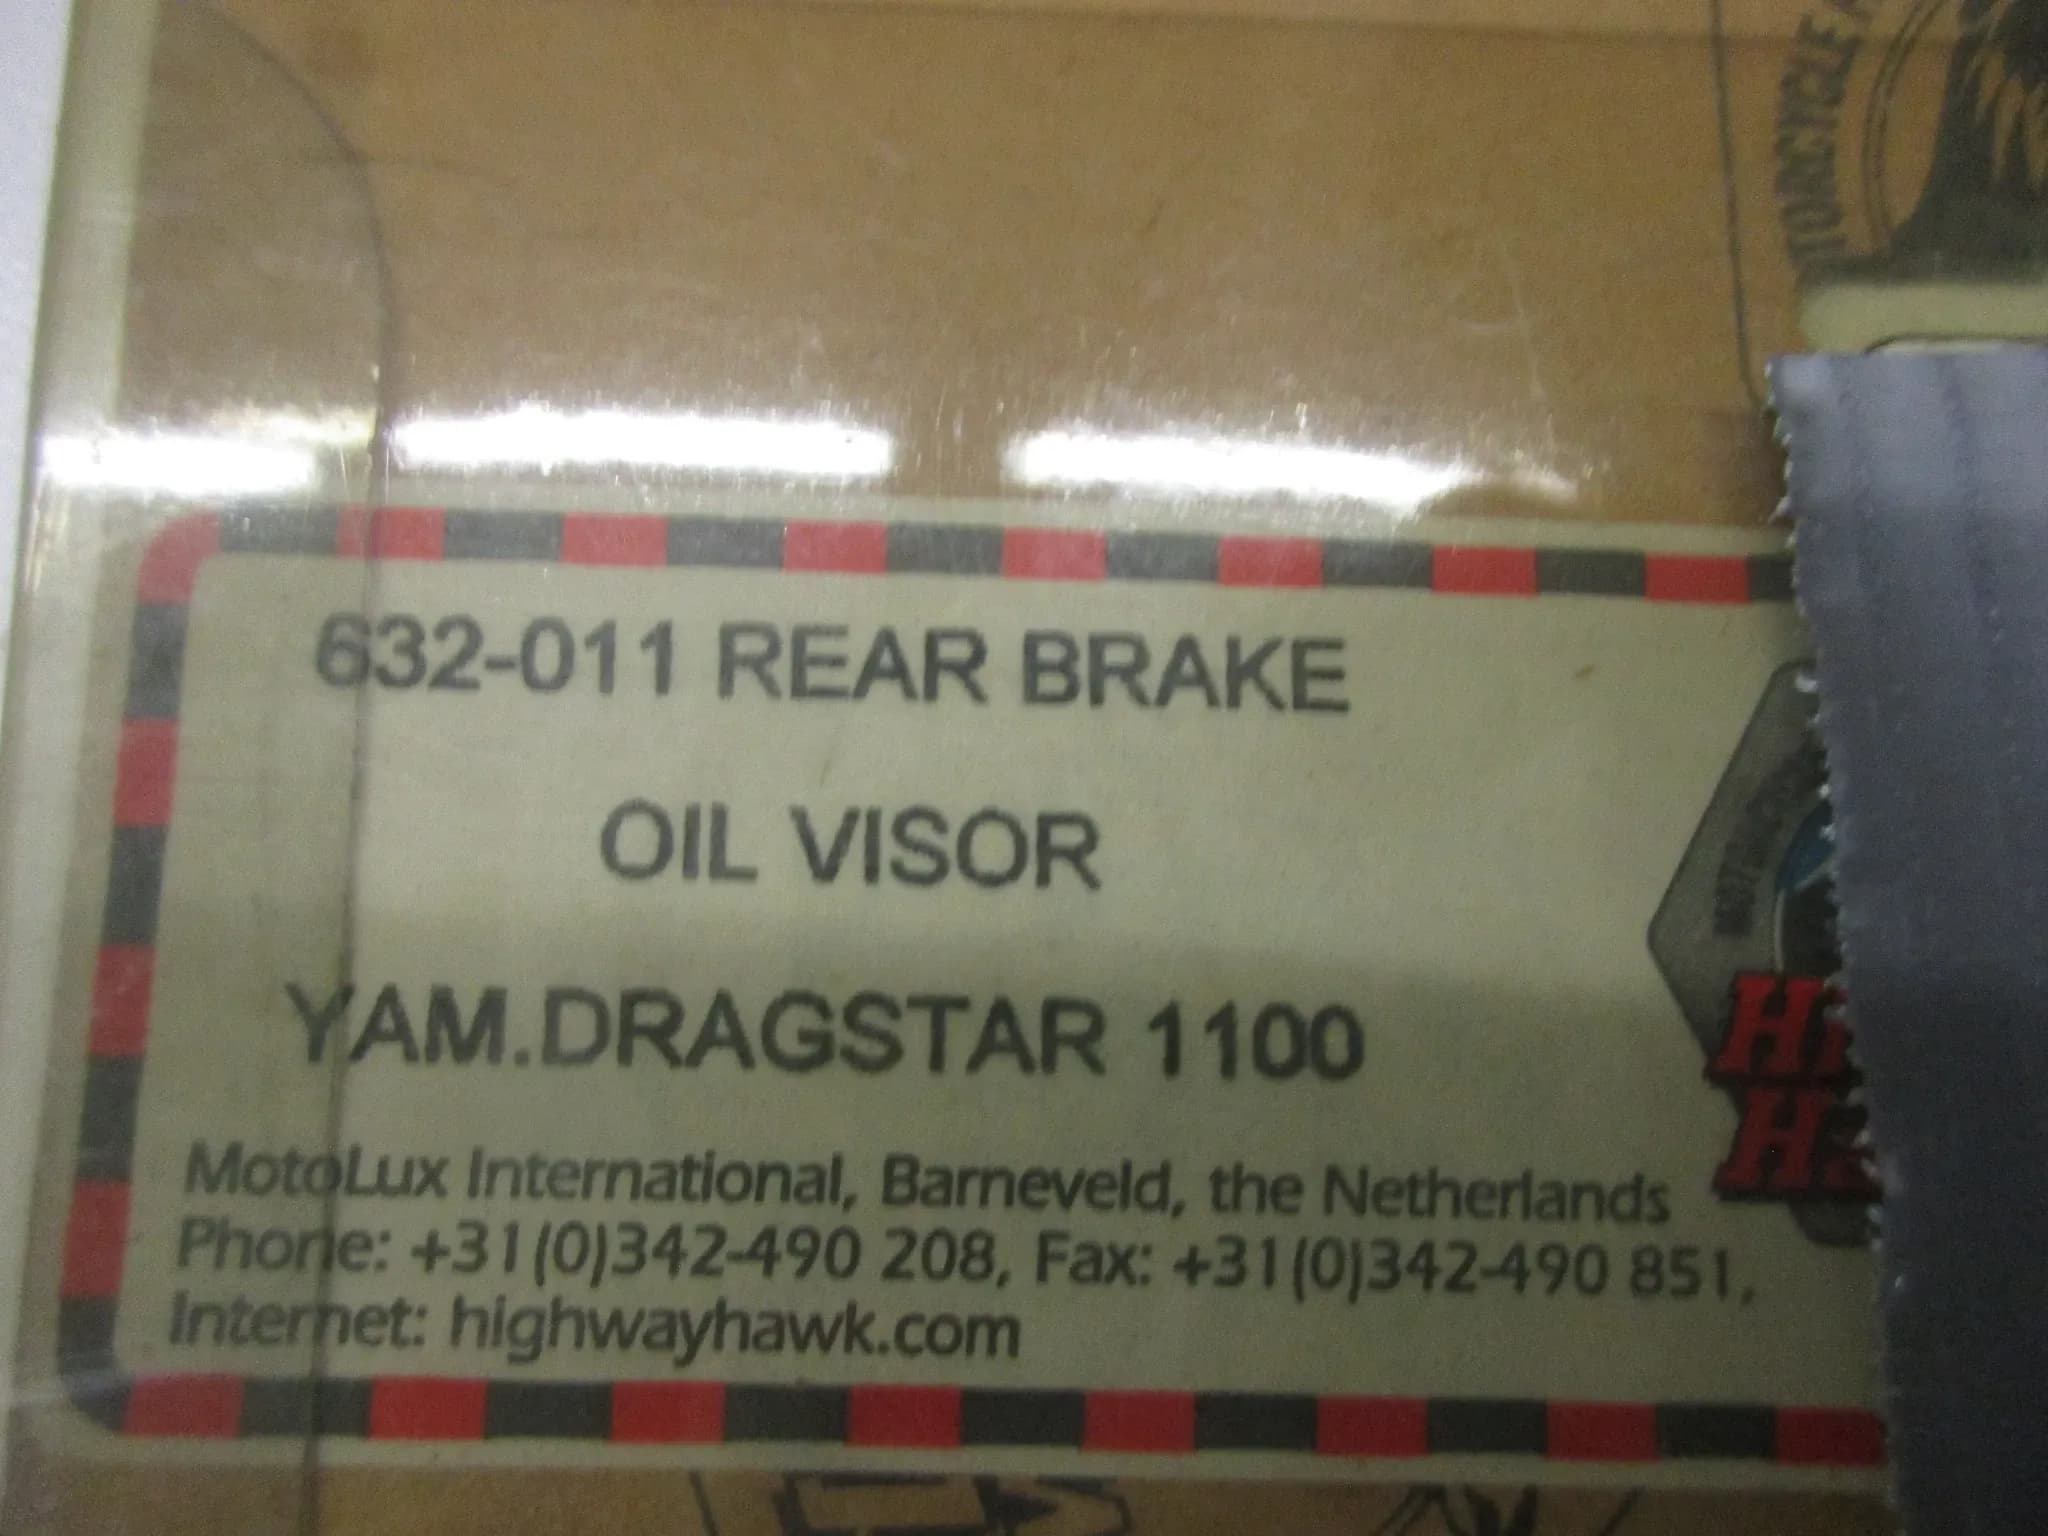 MOTORCYCLE
632-011 REAR BRAKE
OIL VISOR
YAM.DRAGSTAR 1100
MotoLux International, Barneveld, the Netherlands
Phone: +31(0)342-490 208, Fax: +31(0)342-490 851,
Internet: highwayhawk.com